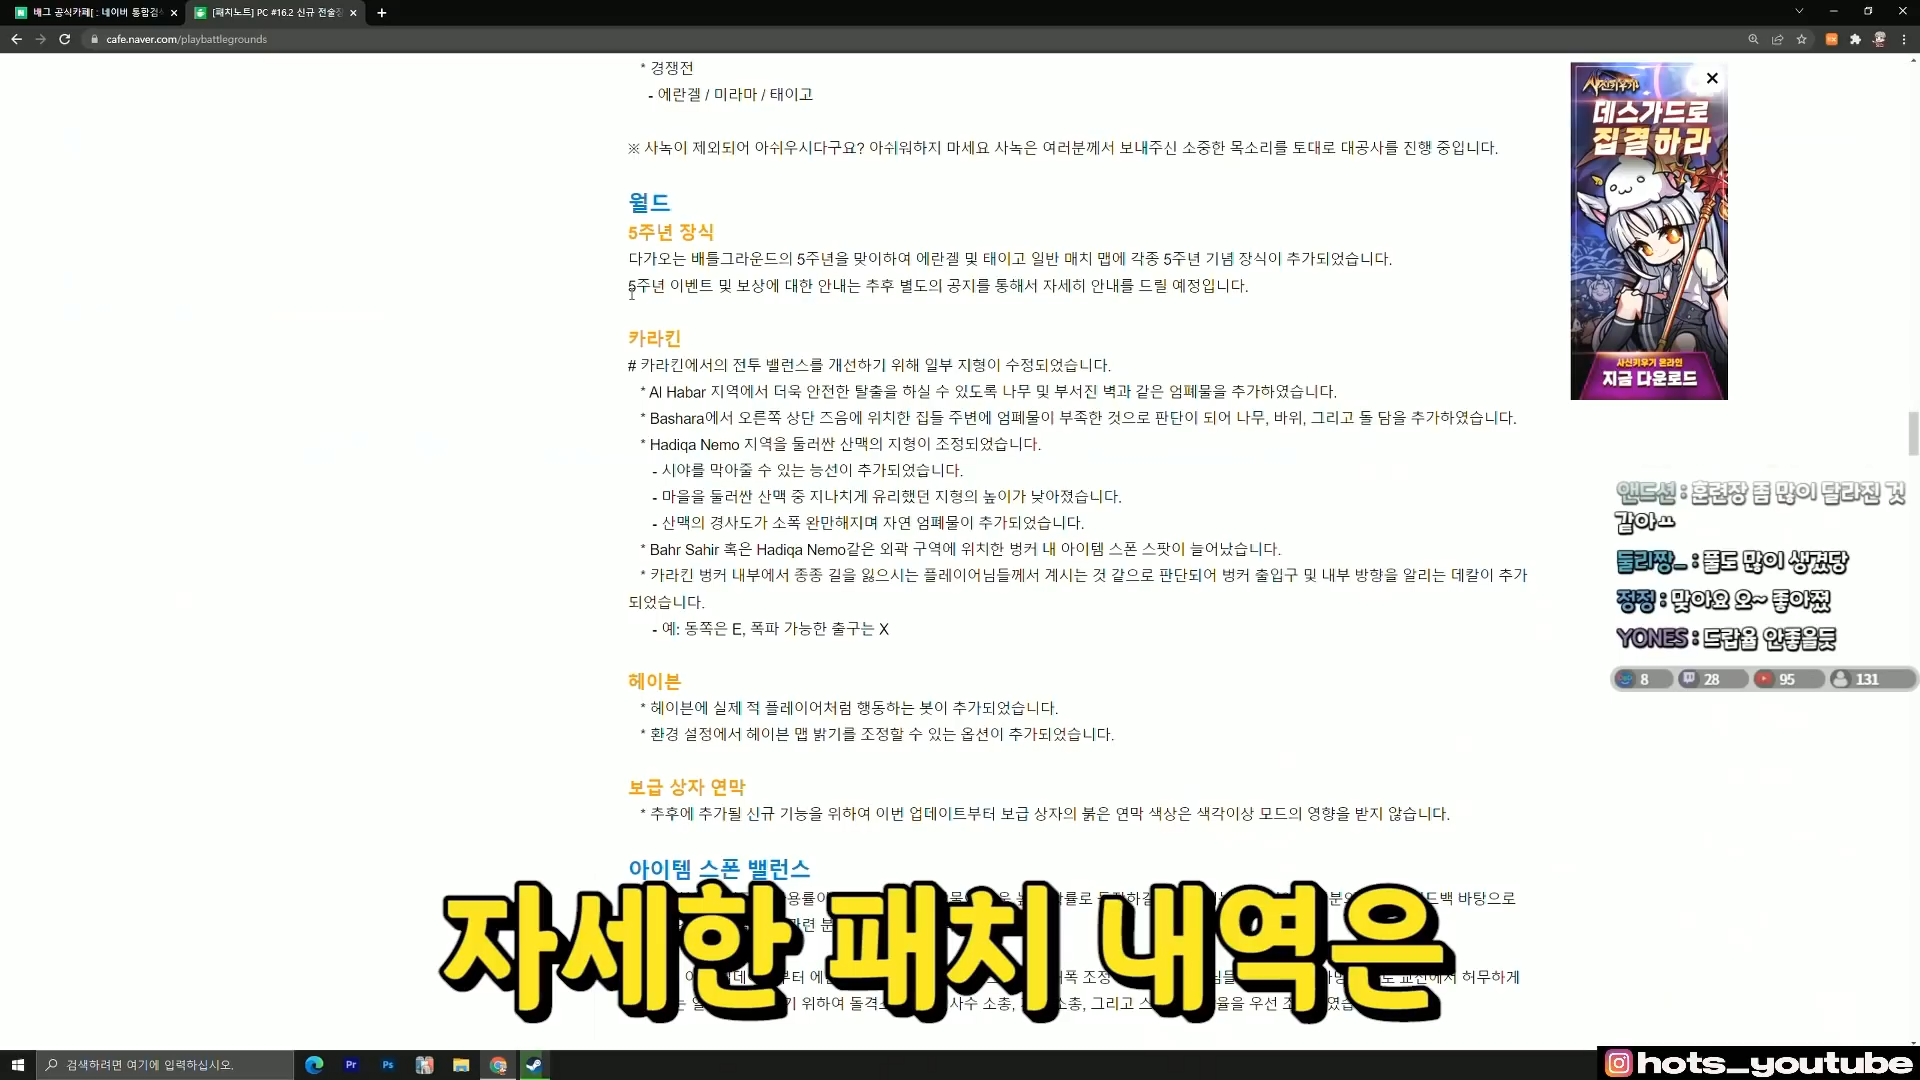 배그 공식카페[ : 네이버 통합검
[패치노트] PC #16.2 신규 전술장
cafe.naver.com/playbattlegrounds
* 경쟁전
- 에란겔 / 미라마 / 태이고
※ 사녹이 제외되어 아쉬우시다구요? 아쉬워하지 마세요 사녹은 여러분께서 보내주신 소중한 목소리를 토대로 대공사를 진행 중입니다.
월드
5주년 장식
다가오는 배틀그라운드의 5주년을 맞이하여 에란겔 및 태이고 일반 매치 맵에 각종 5주년 기념 장식이 추가되었습니다.
5주년 이벤트 및 보상에 대한 안내는 추후 별도의 공지를 통해서 자세히 안내를 드릴 예정입니다.
카라킨
# 카라킨에서의 전투 밸런스를 개선하기 위해 일부 지형이 수정되었습니다.
* Al Habar 지역에서 더욱 안전한 탈출을 하실 수 있도록 나무 및 부서진 벽과 같은 엄폐물을 추가하였습니다.
* Bashara에서 오른쪽 상단 즈음에 위치한 집들 주변에 엄폐물이 부족한 것으로 판단이 되어 나무, 바위, 그리고 돌 담을 추가하였습니다.
* Hadiqa Nemo 지역을 둘러싼 산맥의 지형이 조정되었습니다.
- 시야를 막아줄 수 있는 능선이 추가되었습니다.
- 마을을 둘러싼 산맥 중 지나치게 유리했던 지형의 높이가 낮아졌습니다.
- 산맥의 경사도가 소폭 완만해지며 자연 엄폐물이 추가되었습니다.
* Bahr Sahir 혹은 Hadiqa Nemo같은 외곽 구역에 위치한 벙커 내 아이템 스폰 스팟이 늘어났습니다.
* 카라킨 벙커 내부에서 종종 길을 잃으시는 플레이어님들께서 계시는 것 같으로 판단되어 벙커 출입구 및 내부 방향을 알리는 데칼이 추가
되었습니다.
- 예: 동쪽은 E, 폭파 가능한 출구는 X
헤이븐
* 헤이븐에 실제 적 플레이어처럼 행동하는 봇이 추가되었습니다.
* 환경 설정에서 헤이븐 맵 밝기를 조정할 수 있는 옵션이 추가되었습니다.
보급 상자 연막
* 추후에 추가될 신규 기능을 위하여 이번 업데이트부터 보급 상자의 붉은 연막 색상은 색각이상 모드의 영향을 받지 않습니다.
아이템 스폰 밸런스
자세한 패치 내역은
사신키우기
데스가드로
집결하라
사신키우기 온라인
지금 다운로드
앤드션 : 훈련장 좀 많이 달라진 것
같아ㅛ
둘리짱_ : 풀도 많이 생겼당
정정 : 맞아요 오~ 좋아졌
YONES : 드랍율 안좋을듯
8 28 95 131
검색하려면 여기에 입력하십시오.
Pr
Ps
hots_youtube